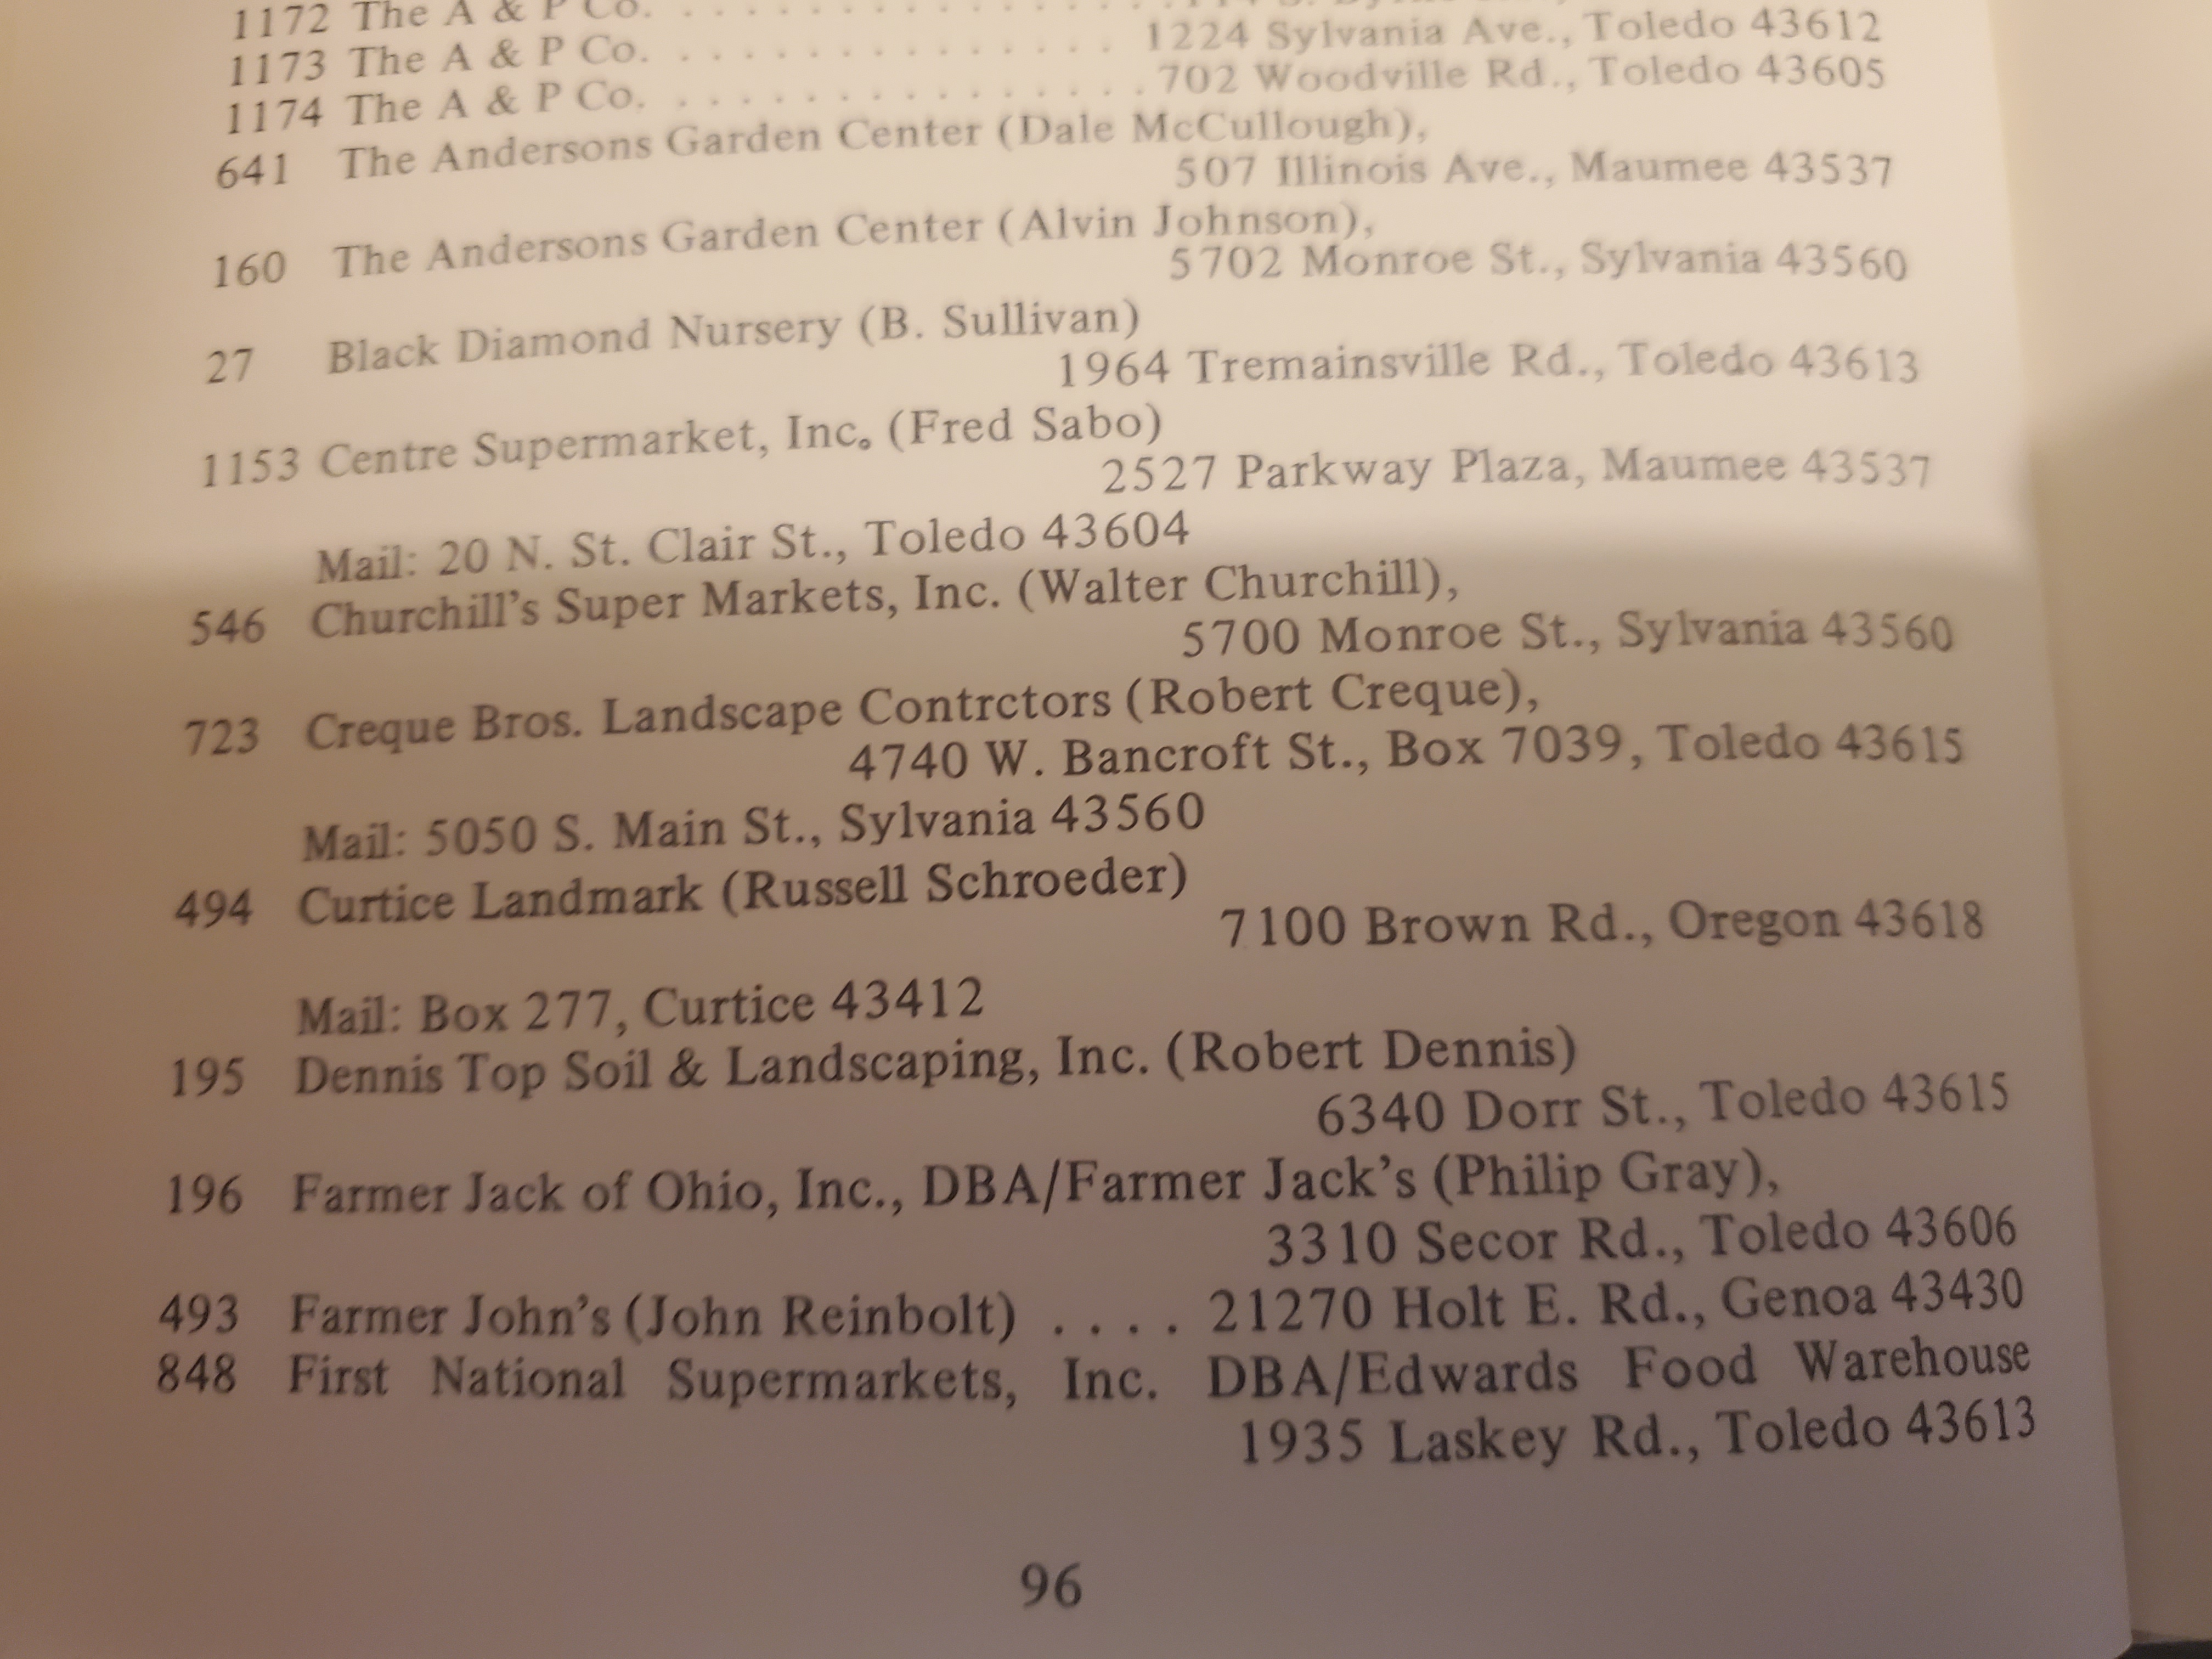 1172 The A & P Co. . . . . . . . . . . . . . . . .
1173 The A & P Co. . . . . . . . . . . . . . . 1224 Sylvania Ave., Toledo 43612
1174 The A & P Co. . . . . . . . . . . . . . . . 702 Woodville Rd., Toledo 43605
641 The Andersons Garden Center (Dale McCullough),
507 Illinois Ave., Maumee 43537
160 The Andersons Garden Center (Alvin Johnson),
5702 Monroe St., Sylvania 43560
27 Black Diamond Nursery (B. Sullivan)
1964 Tremainsville Rd., Toledo 43613
1153 Centre Supermarket, Inc. (Fred Sabo)
2527 Parkway Plaza, Maumee 43537
Mail: 20 N. St. Clair St., Toledo 43604
546 Churchill's Super Markets, Inc. (Walter Churchill),
5700 Monroe St., Sylvania 43560
723 Creque Bros. Landscape Contrctors (Robert Creque),
4740 W. Bancroft St., Box 7039, Toledo 43615
Mail: 5050 S. Main St., Sylvania 43560
494 Curtice Landmark (Russell Schroeder)
7100 Brown Rd., Oregon 43618
Mail: Box 277, Curtice 43412
195 Dennis Top Soil & Landscaping, Inc. (Robert Dennis)
6340 Dorr St., Toledo 43615
196 Farmer Jack of Ohio, Inc., DBA/Farmer Jack's (Philip Gray),
3310 Secor Rd., Toledo 43606
493 Farmer John's (John Reinbolt) . . . . 21270 Holt E. Rd., Genoa 43430
848 First National Supermarkets, Inc. DBA/Edwards Food Warehouse
1935 Laskey Rd., Toledo 43613
96